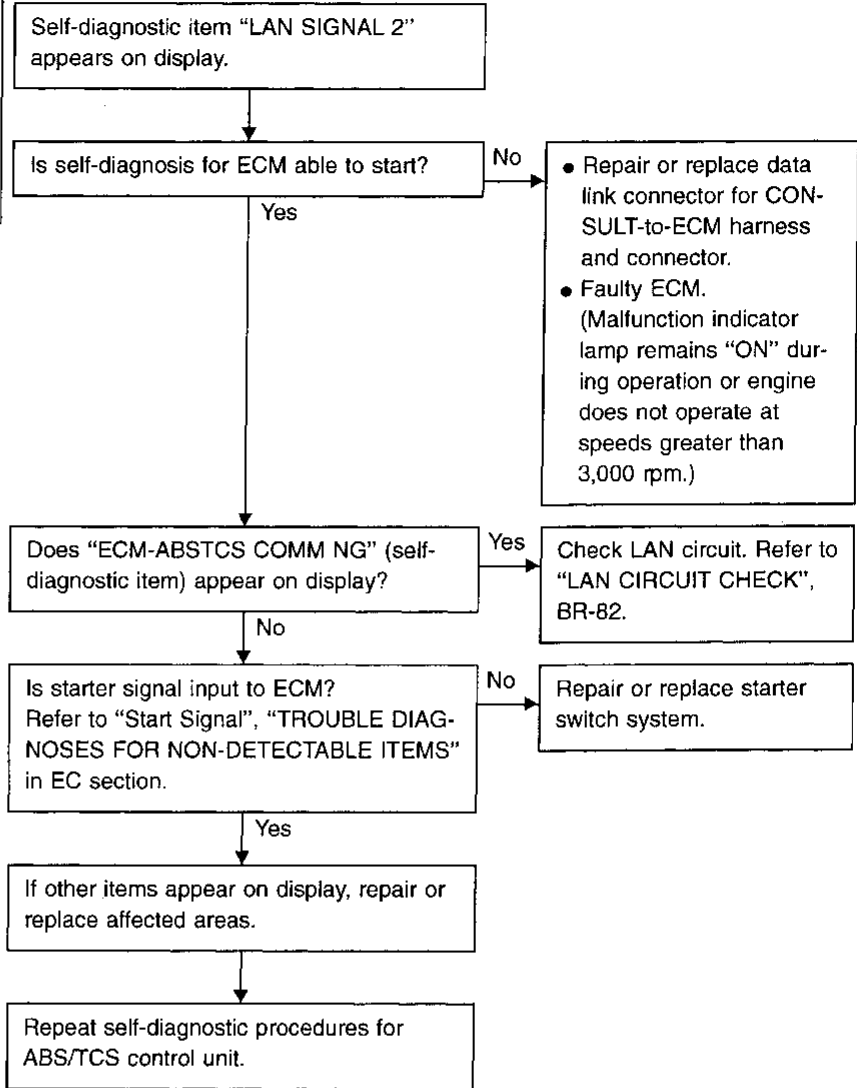 Self-diagnostic item “LAN SIGNAL 2”
appears on display.
Is self-diagnosis for ECM able to start?
No
● Repair or replace data
link connector for CON-
SULT-to-ECM harness
and connector.
● Faulty ECM.
(Malfunction indicator
lamp remains “ON” dur-
ing operation or engine
does not operate at
speeds greater than
3,000 rpm.)
Yes
Does “ECM-ABSTCS COMM NG” (self-
diagnostic item) appear on display?
Yes
Check LAN circuit. Refer to
“LAN CIRCUIT CHECK”,
BR-82.
No
Is starter signal input to ECM?
Refer to “Start Signal”, “TROUBLE DIAG-
NOSES FOR NON-DETECTABLE ITEMS”
in EC section.
No
Repair or replace starter
switch system.
Yes
If other items appear on display, repair or
replace affected areas.
Repeat self-diagnostic procedures for
ABS/TCS control unit.